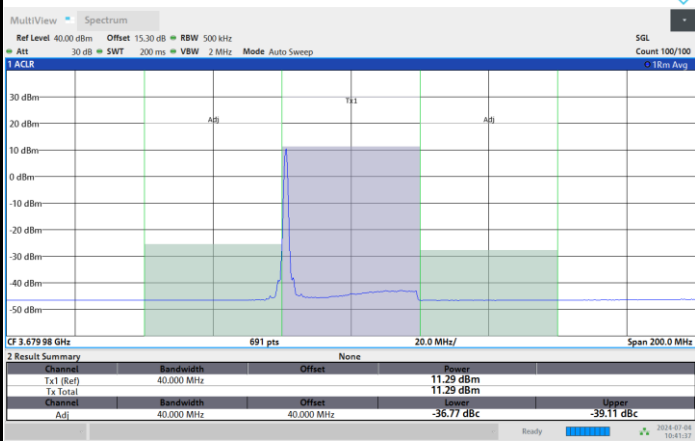 MultiView Spectrum
Ref Level 40.00 dBm Offset 15.30 dB RBW 500 kHz SGL
Att 30 dB SWT 200 ms VBW 2 MHz Mode Auto Sweep Count 100/100
1 ACLR 1Rm Avg
30 dBm
Tx1
20 dBm
Adj Adj
10 dBm
0 dBm
-10 dBm
-20 dBm
-30 dBm
-40 dBm
-50 dBm
CF 3.679 98 GHz 691 pts 20.0 MHz/ Span 200.0 MHz
2 Result Summary None
Channel Bandwidth Offset Power
Tx1 (Ref) 40.000 MHz 11.29 dBm
Tx Total 11.29 dBm
Channel Bandwidth Offset Lower Upper
Adj 40.000 MHz 40.000 MHz -36.77 dBc -39.11 dBc
Ready 2024-07-08
10:41:37